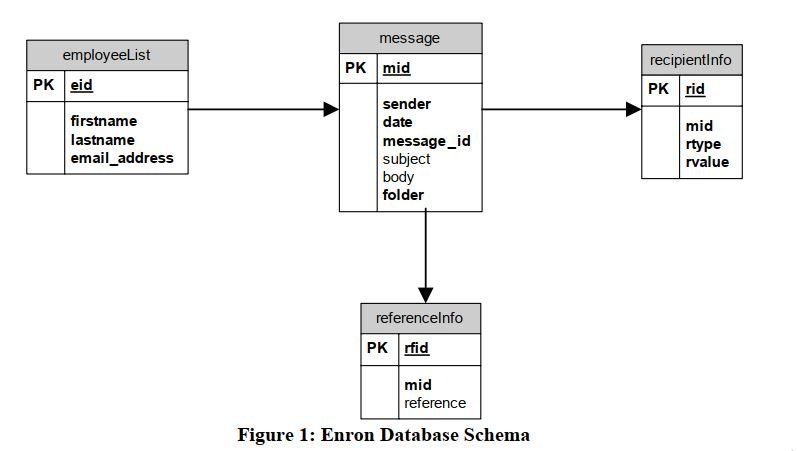 employeeList
PK eid
firstname
lastname
email_address
message
PK mid
sender
date
message_id
subject
body
folder
recipientInfo
PK rid
mid
rtype
rvalue
referenceInfo
PK rfid
mid
reference
Figure 1: Enron Database Schema